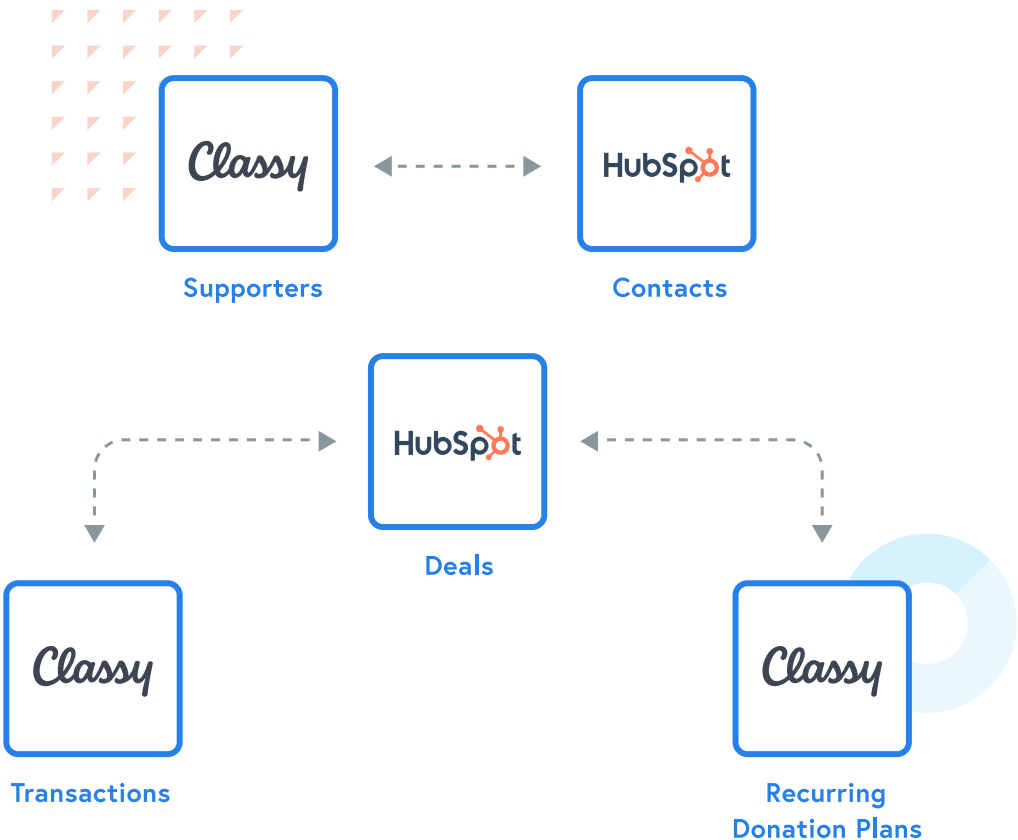 Classy
HubSpot
Supporters
Contacts
HubSpot
Deals
Classy
Classy
Transactions
Recurring
Donation Plans